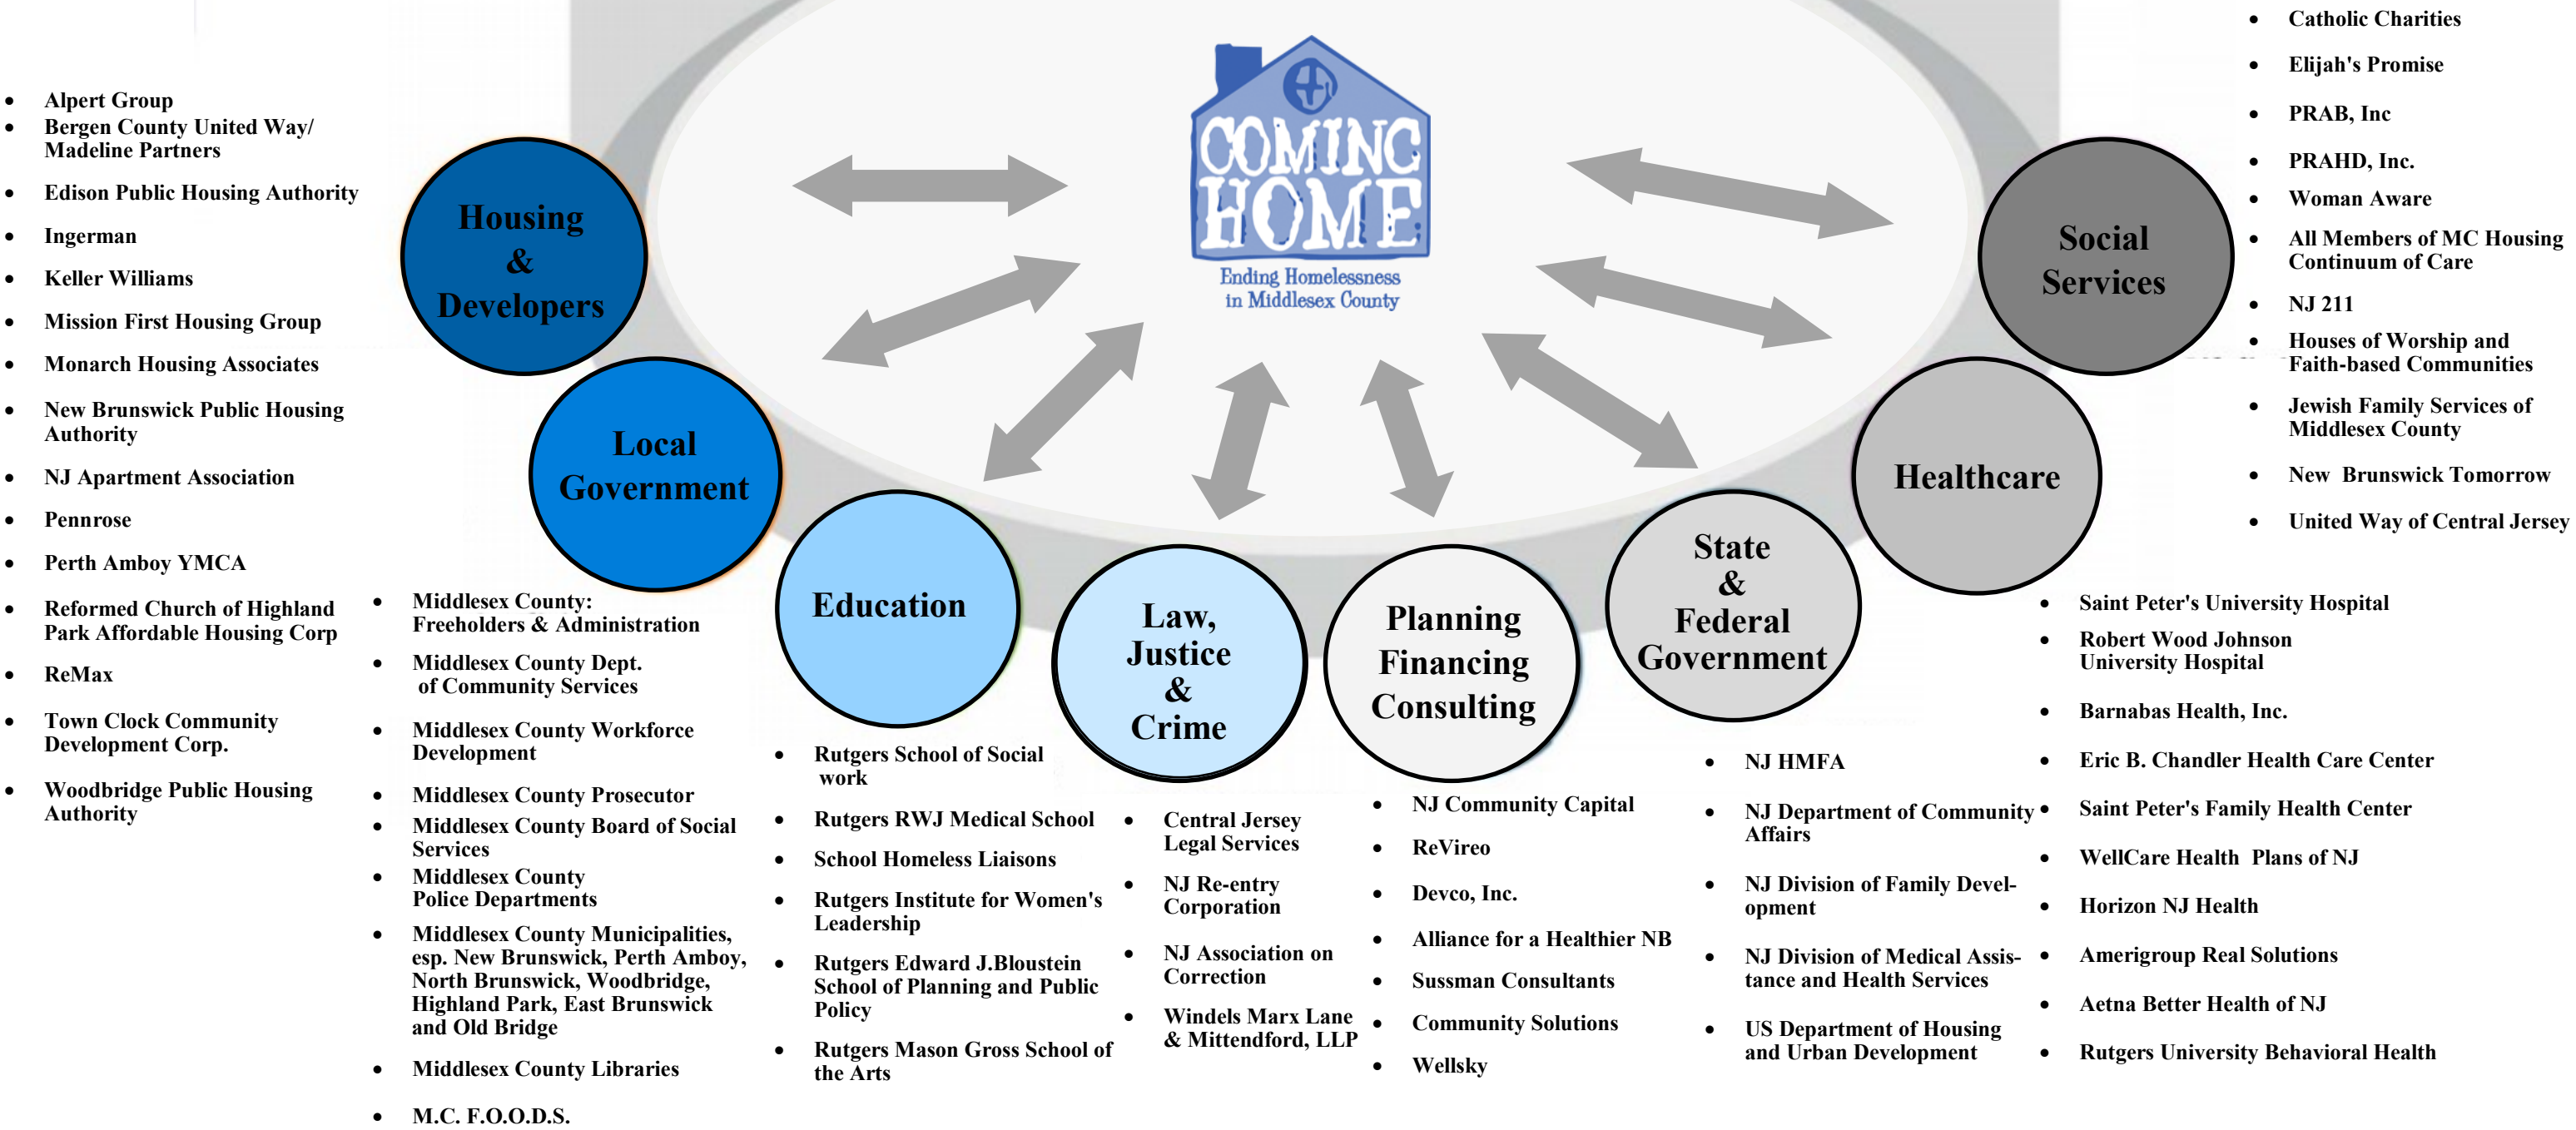 COMING
HOME
Ending Homelessness
in Middlesex County
Housing
&
Developers
• Alpert Group
• Bergen County United Way/
Madeline Partners
• Edison Public Housing Authority
• Ingerman
• Keller Williams
• Mission First Housing Group
• Monarch Housing Associates
• New Brunswick Public Housing
Authority
• NJ Apartment Association
• Pennrose
• Perth Amboy YMCA
• Reformed Church of Highland
Park Affordable Housing Corp
• ReMax
• Town Clock Community
Development Corp.
• Woodbridge Public Housing
Authority
Local
Government
• Middlesex County:
Freeholders & Administration
• Middlesex County Dept.
of Community Services
• Middlesex County Workforce
Development
• Middlesex County Prosecutor
• Middlesex County Board of Social
Services
• Middlesex County
Police Departments
• Middlesex County Municipalities,
esp. New Brunswick, Perth Amboy,
North Brunswick, Woodbridge,
Highland Park, East Brunswick
and Old Bridge
• Middlesex County Libraries
• M.C. F.O.O.D.S.
Education
• Rutgers School of Social
work
• Rutgers RWJ Medical School
• School Homeless Liaisons
• Rutgers Institute for Women's
Leadership
• Rutgers Edward J.Bloustein
School of Planning and Public
Policy
• Rutgers Mason Gross School of
the Arts
Law,
Justice
&
Crime
• Central Jersey
Legal Services
• NJ Re-entry
Corporation
• NJ Association on
Correction
• Windels Marx Lane
& Mittendford, LLP
Planning
Financing
Consulting
• NJ Community Capital
• ReVireo
• Devco, Inc.
• Alliance for a Healthier NB
• Sussman Consultants
• Community Solutions
• Wellsky
State
&
Federal
Government
• NJ HMFA
• NJ Department of Community
Affairs
• NJ Division of Family Devel-
opment
• NJ Division of Medical Assis-
tance and Health Services
• US Department of Housing
and Urban Development
Healthcare
• Saint Peter's University Hospital
• Robert Wood Johnson
University Hospital
• Barnabas Health, Inc.
• Eric B. Chandler Health Care Center
• Saint Peter's Family Health Center
• WellCare Health Plans of NJ
• Horizon NJ Health
• Amerigroup Real Solutions
• Aetna Better Health of NJ
• Rutgers University Behavioral Health
Social
Services
• Catholic Charities
• Elijah's Promise
• PRAB, Inc
• PRAHD, Inc.
• Woman Aware
• All Members of MC Housing
Continuum of Care
• NJ 211
• Houses of Worship and
Faith-based Communities
• Jewish Family Services of
Middlesex County
• New Brunswick Tomorrow
• United Way of Central Jersey